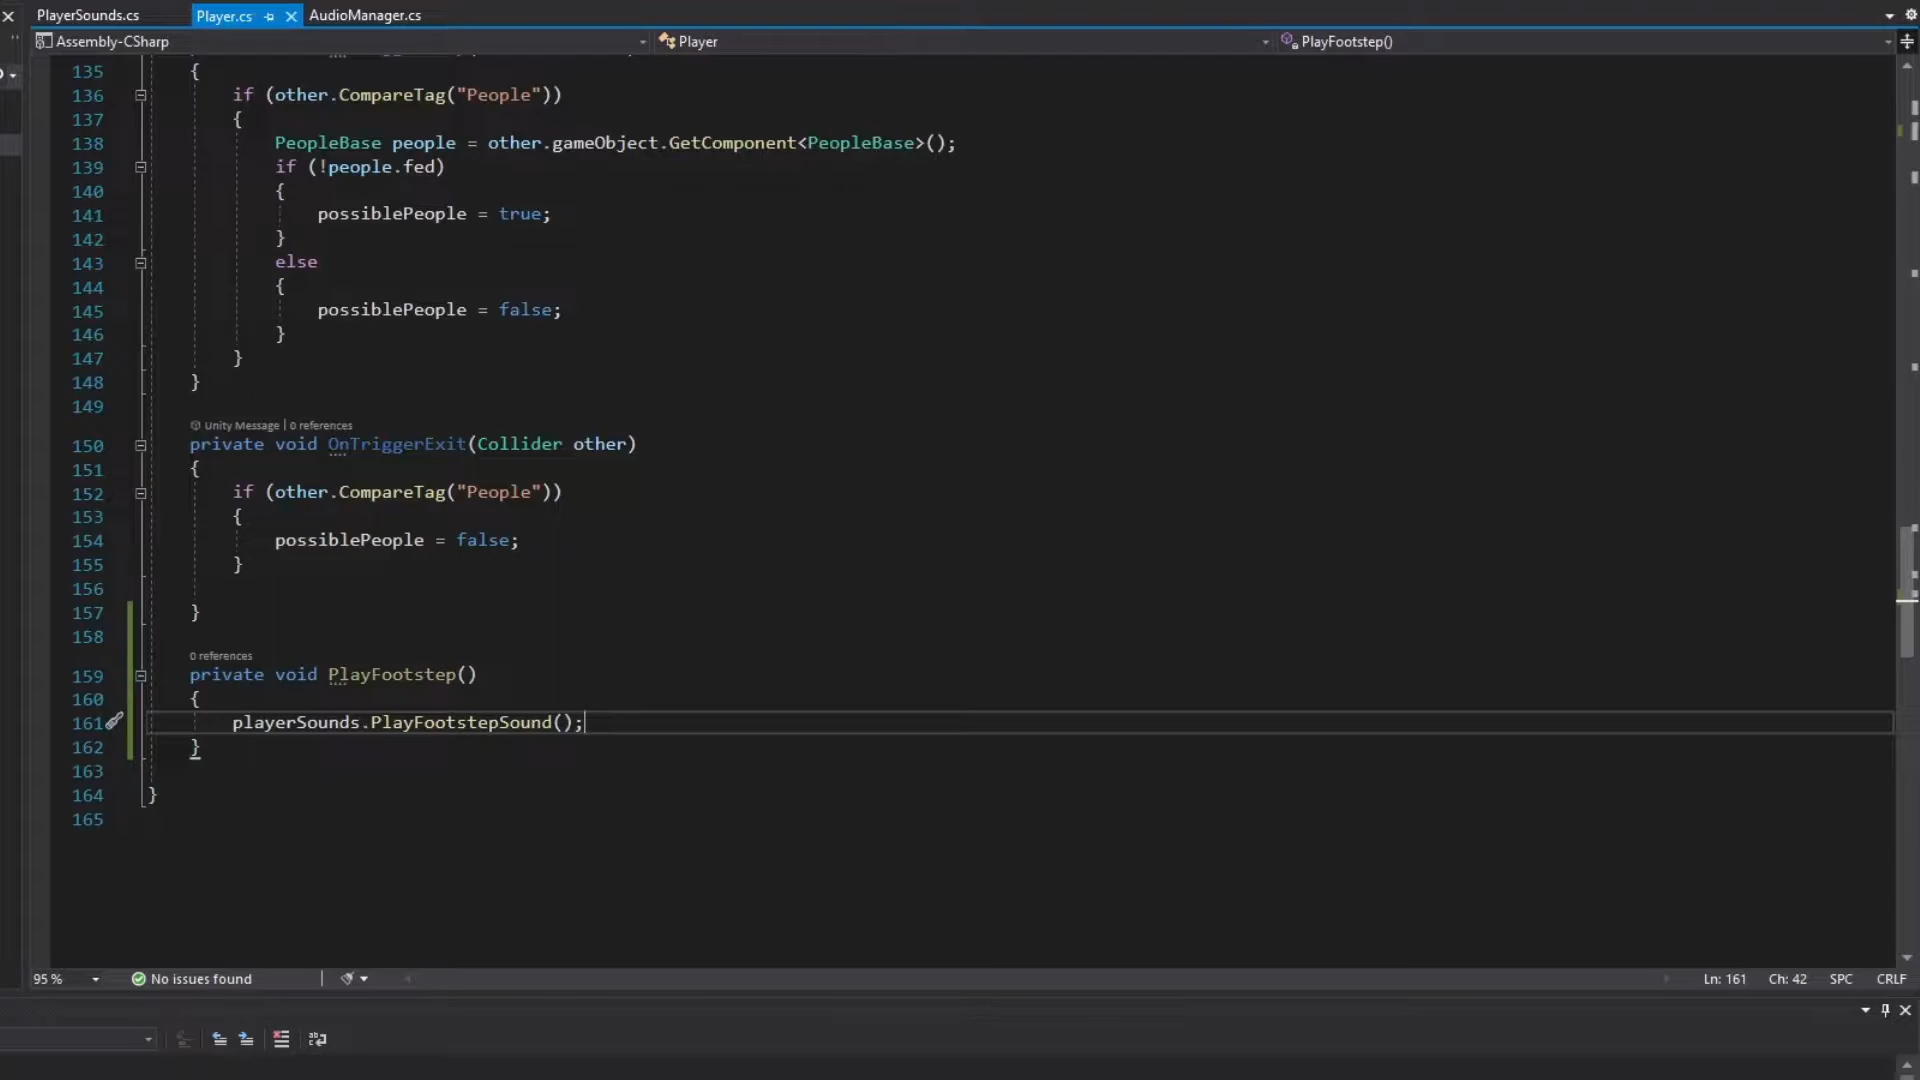 PlayerSounds.cs Player.cs AudioManager.cs
Assembly-CSharp Player PlayFootstep()
135 {
136 if (other.CompareTag("People"))
137 {
138 PeopleBase people = other.gameObject.GetComponent<PeopleBase>();
139 if (!people.fed)
140 {
141 possiblePeople = true;
142 }
143 else
144 {
145 possiblePeople = false;
146 }
147 }
148 }
149
Unity Message | 0 references
150 private void OnTriggerExit(Collider other)
151 {
152 if (other.CompareTag("People"))
153 {
154 possiblePeople = false;
155 }
156
157 }
158
0 references
159 private void PlayFootstep()
160 {
161 playerSounds.PlayFootstepSound();
162 }
163
164 }
165
95 % No issues found Ln: 161 Ch: 42 SPC CRLF